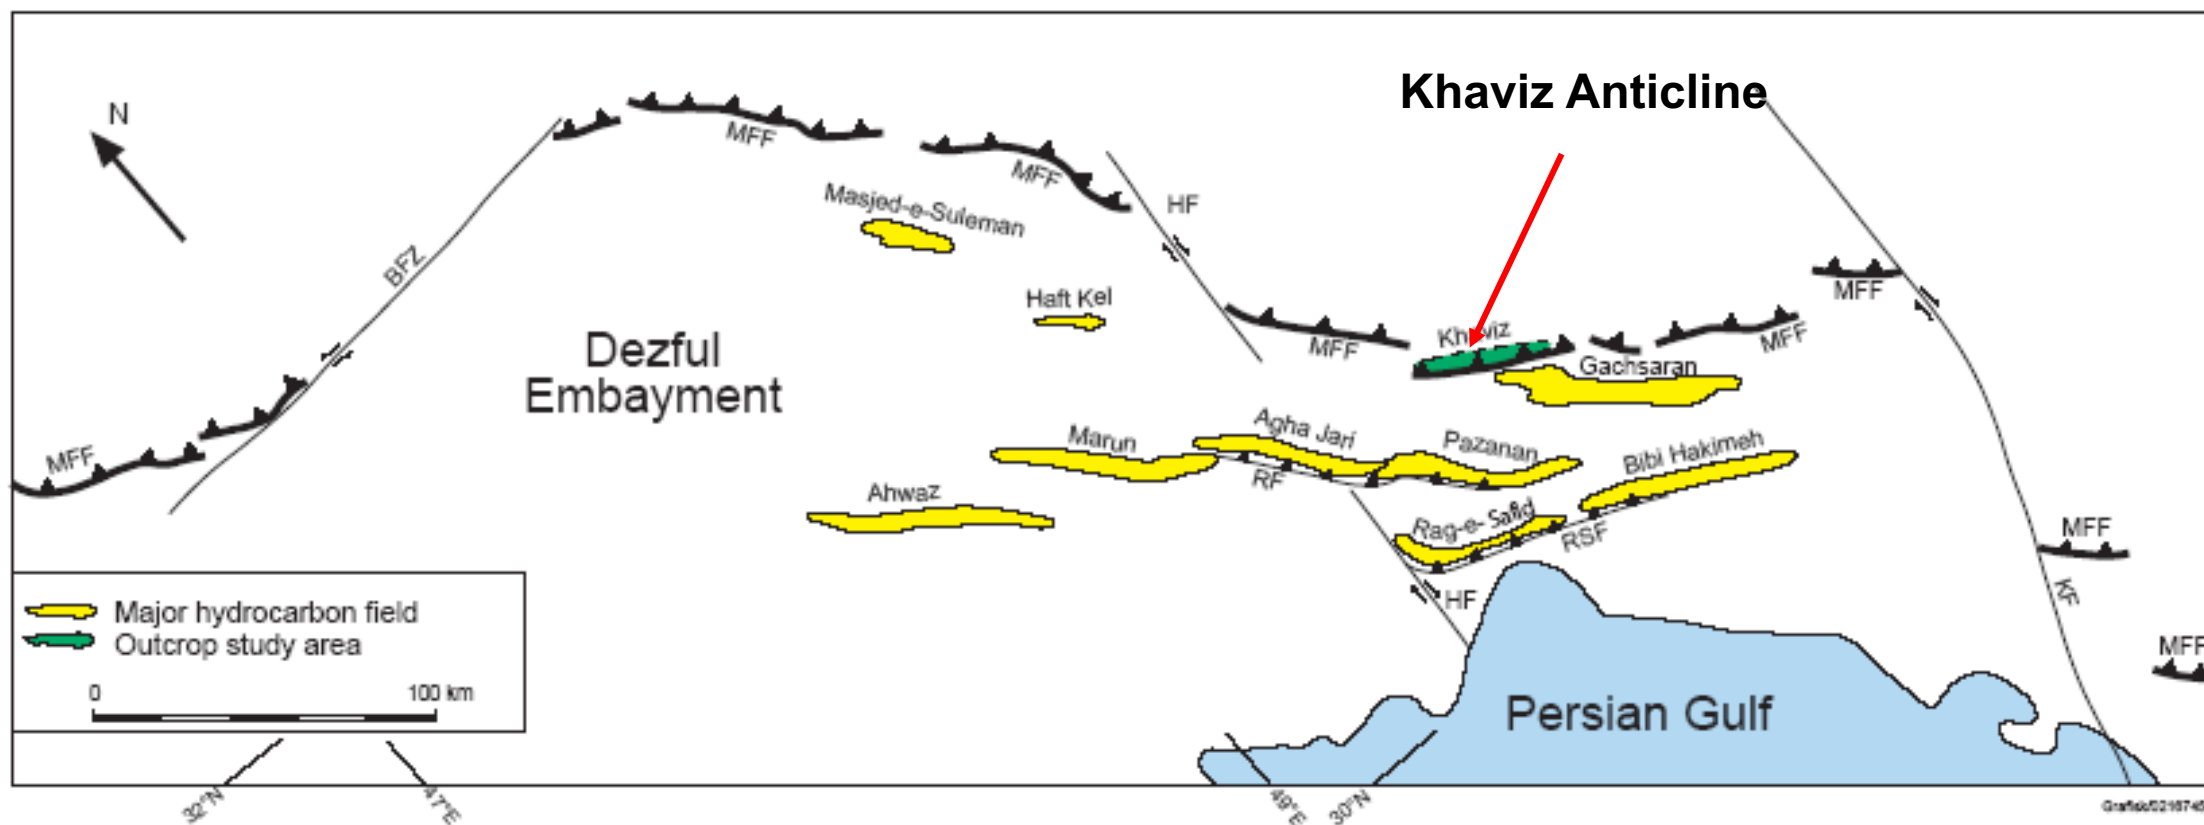 Khaviz Anticline
N
MFF
MFF
Masjed-e-Suleman
HF
BFZ
MFF
Haft Kel
Dezful
Embayment
MFF
Khaviz
MFF
Gachsaran
Agha Jari
Marun
Pazanan
Bibi Hakimeh
MFF
RF
Ahwaz
Rag-e- Safid
RSF
MFF
HF
KF
Major hydrocarbon field
Outcrop study area
0 100 km
MFF
Persian Gulf
32°N
47°E
49°E
30°N